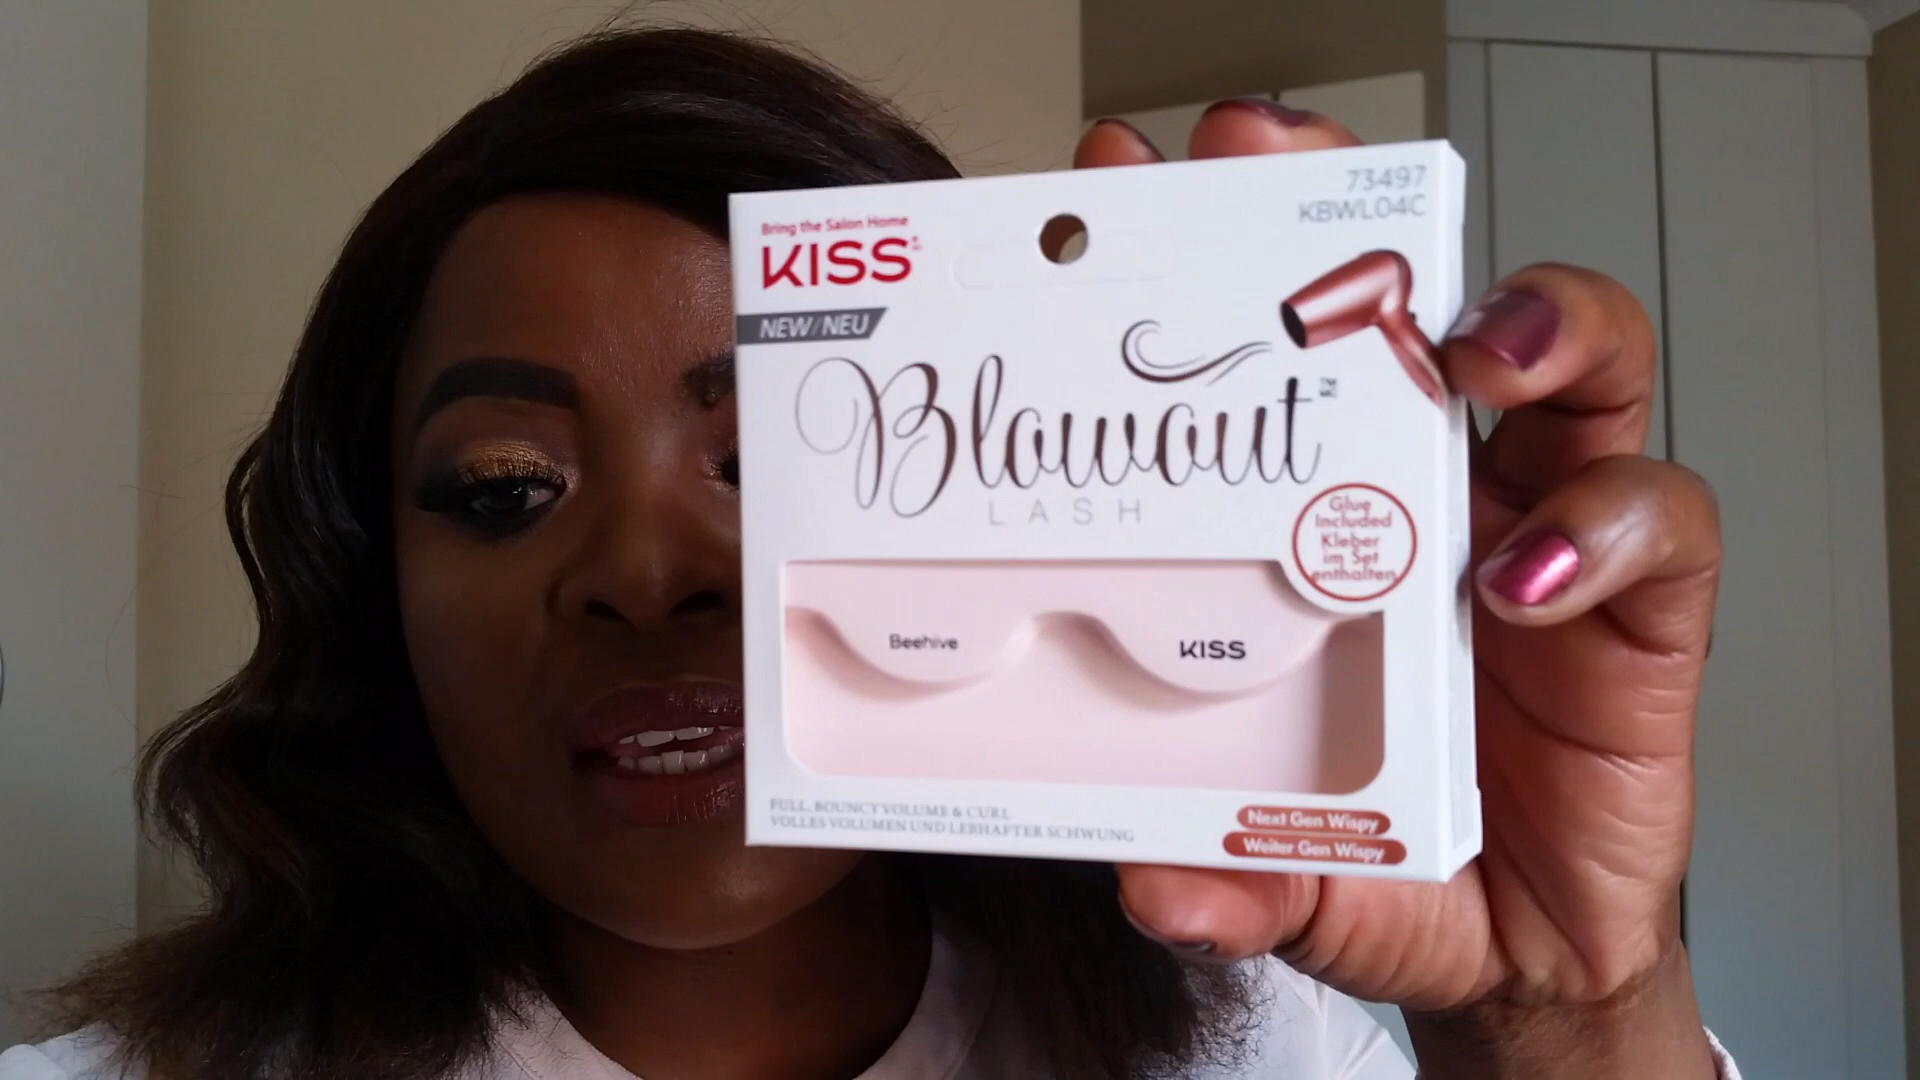 73497
KBWL04C
Bring the Salon Home
KISS
NEW/NEU
Blowout™
LASH
Glue
Included
Kleber
im Set
enthalten
Beehive
KISS
FULL, BOUNCY VOLUME & CURL
VOLLES VOLUMEN UND LEBHAFTER SCHWUNG
Next Gen Wispy
Weiter Gen Wispy